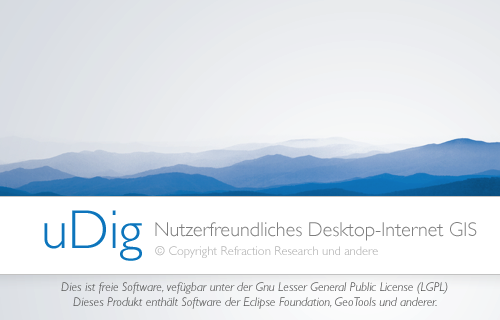 uDig
Nutzerfreundliches Desktop-Internet GIS
© Copyright Refraction Research und andere
Dies ist freie Software, vefügbar unter der Gnu Lesser General Public License (LGPL)
Dieses Produkt enthält Software der Eclipse Foundation, GeoTools und anderer.